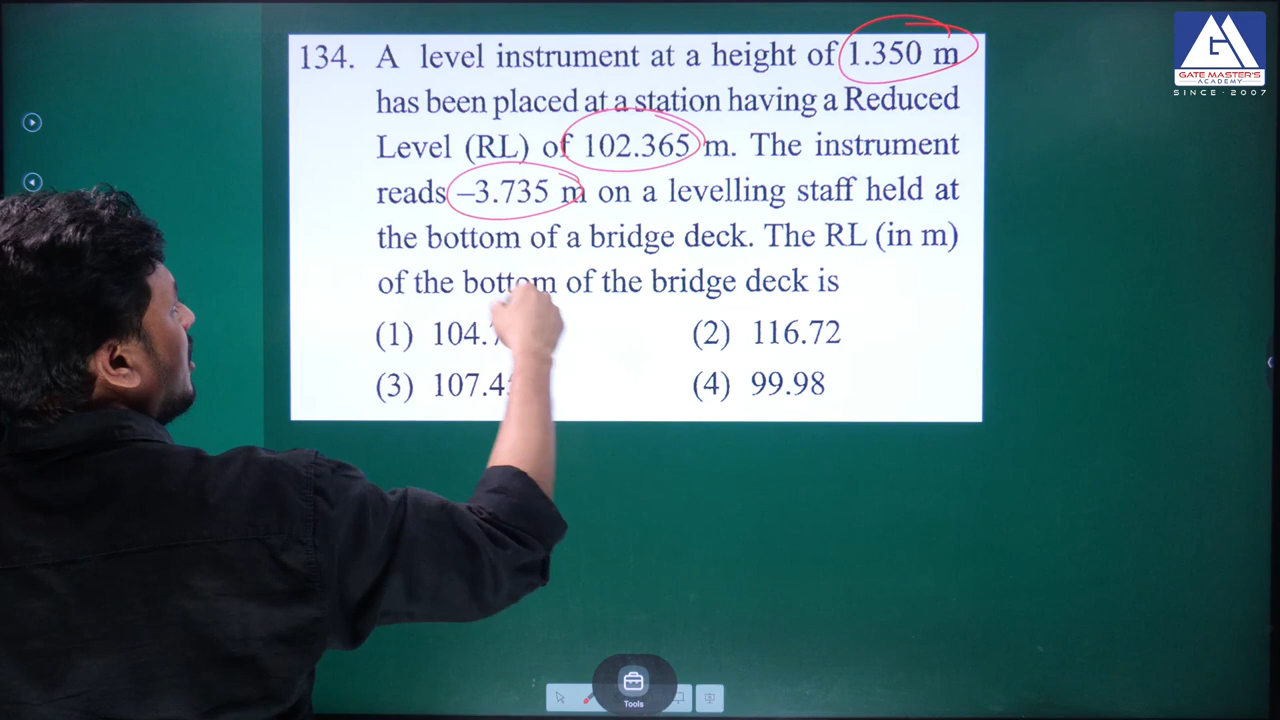 134. A level instrument at a height of 1.350 m
has been placed at a station having a Reduced
Level (RL) of 102.365 m. The instrument
reads –3.735 m on a levelling staff held at
the bottom of a bridge deck. The RL (in m)
of the bottom of the bridge deck is
(1) 104. (2) 116.72
(3) 107.4 (4) 99.98
GATE MASTER'S
ACADEMY
SINCE - 2007
Tools